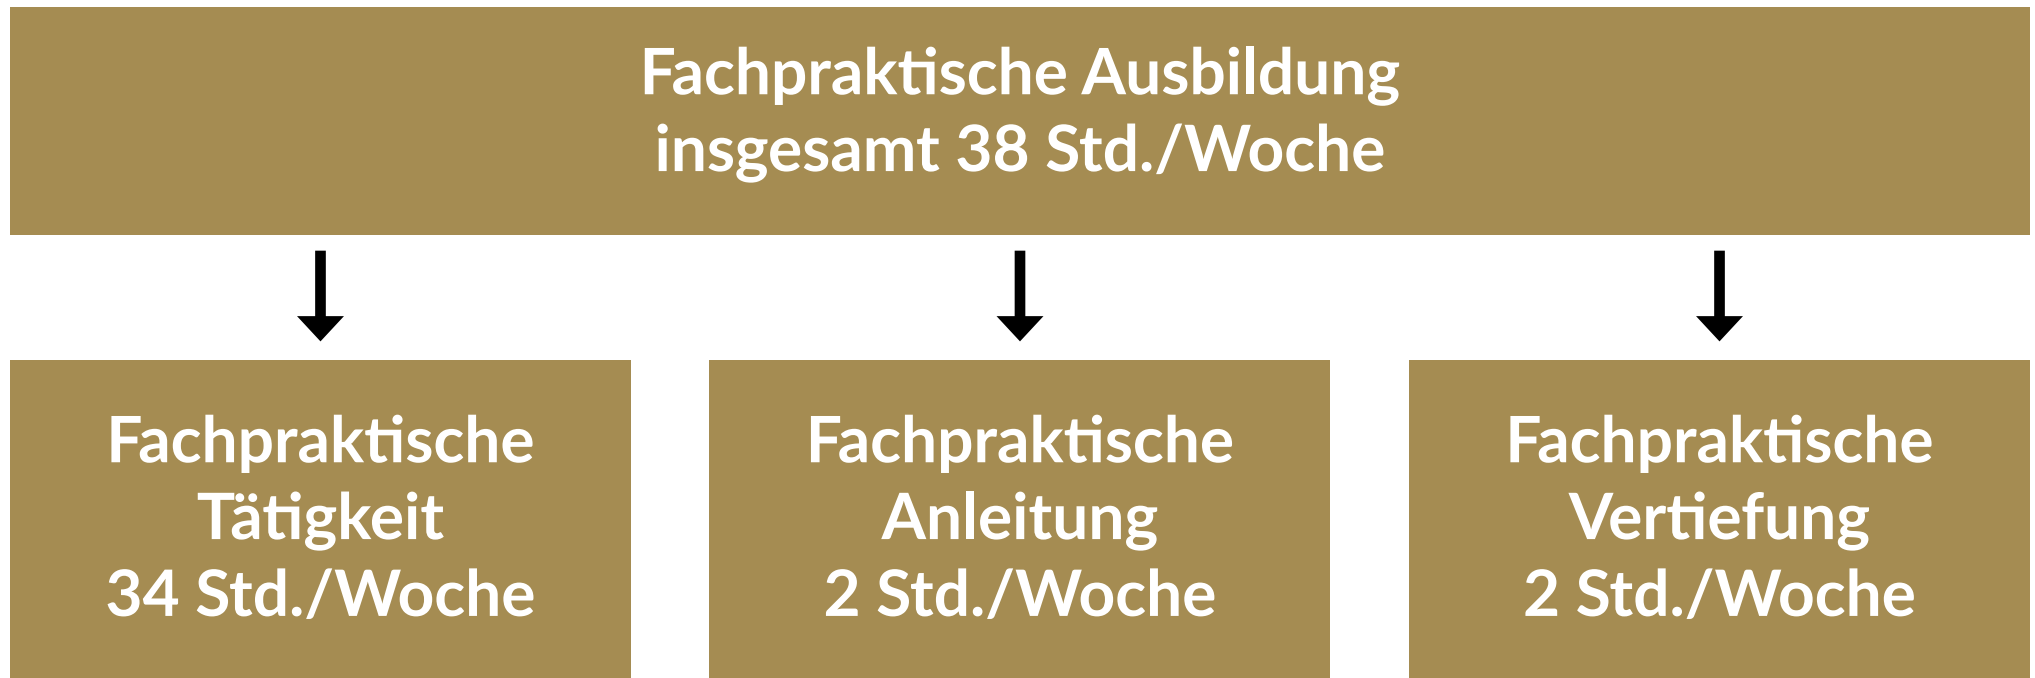 Fachpraktische Ausbildung
insgesamt 38 Std./Woche
Fachpraktische
Tätigkeit
34 Std./Woche
Fachpraktische
Anleitung
2 Std./Woche
Fachpraktische
Vertiefung
2 Std./Woche